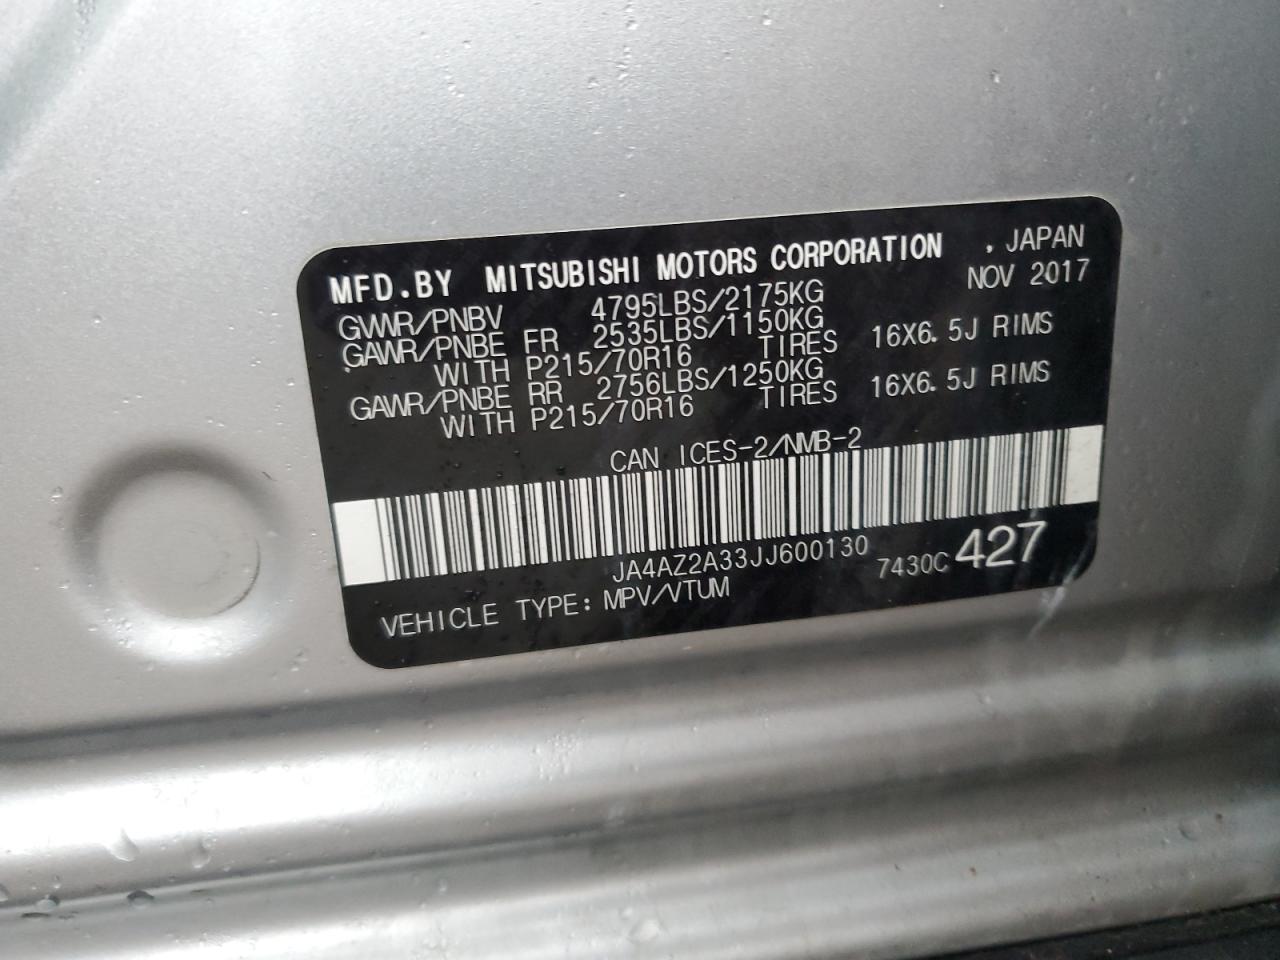 MFD.BY MITSUBISHI MOTORS CORPORATION , JAPAN
NOV 2017
GVWR/PNBV 4795LBS/2175KG
GAWR/PNBE FR 2535LBS/1150KG
WITH P215/70R16 TIRES 16X6.5J RIMS
GAWR/PNBE RR 2756LBS/1250KG
WITH P215/70R16 TIRES 16X6.5J RIMS
CAN ICES-2/NMB-2
JA4AZ2A33JJ600130
7430C 427
VEHICLE TYPE: MPV/VTUM